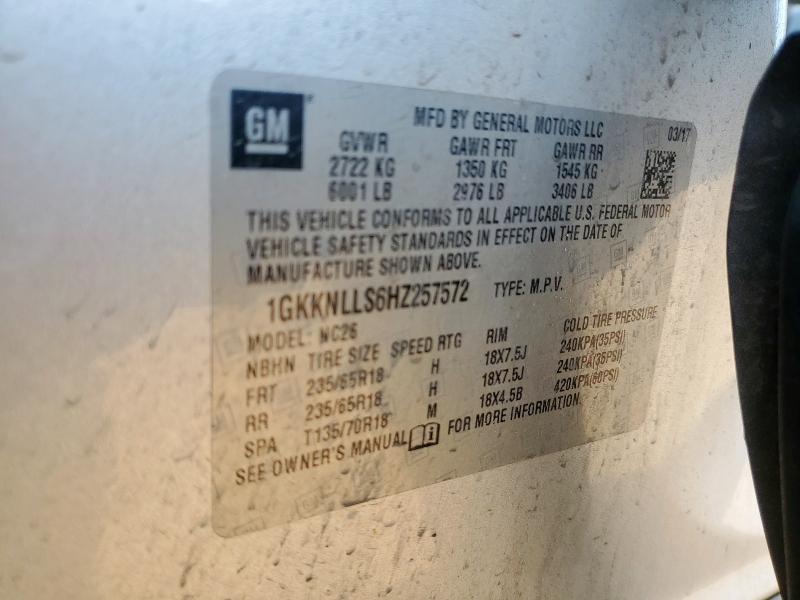 GM
MFD BY GENERAL MOTORS LLC 03/17
GVWR GAWR FRT GAWR RR
2722 KG 1350 KG 1545 KG
6001 LB 2976 LB 3406 LB
THIS VEHICLE CONFORMS TO ALL APPLICABLE U.S. FEDERAL MOTOR
VEHICLE SAFETY STANDARDS IN EFFECT ON THE DATE OF
MANUFACTURE SHOWN ABOVE.
1GKKNLLS6HZ257572 TYPE: M.P.V.
MODEL: NC26
NBHN TIRE SIZE SPEED RTG RIM COLD TIRE PRESSURE
FRT 235/65R18 H 18X7.5J 240KPA(35PSI)
RR 235/65R18 H 18X7.5J 240KPA(35PSI)
SPA T135/70R18 M 18X4.5B 420KPA(60PSI)
SEE OWNER'S MANUAL FOR MORE INFORMATION.